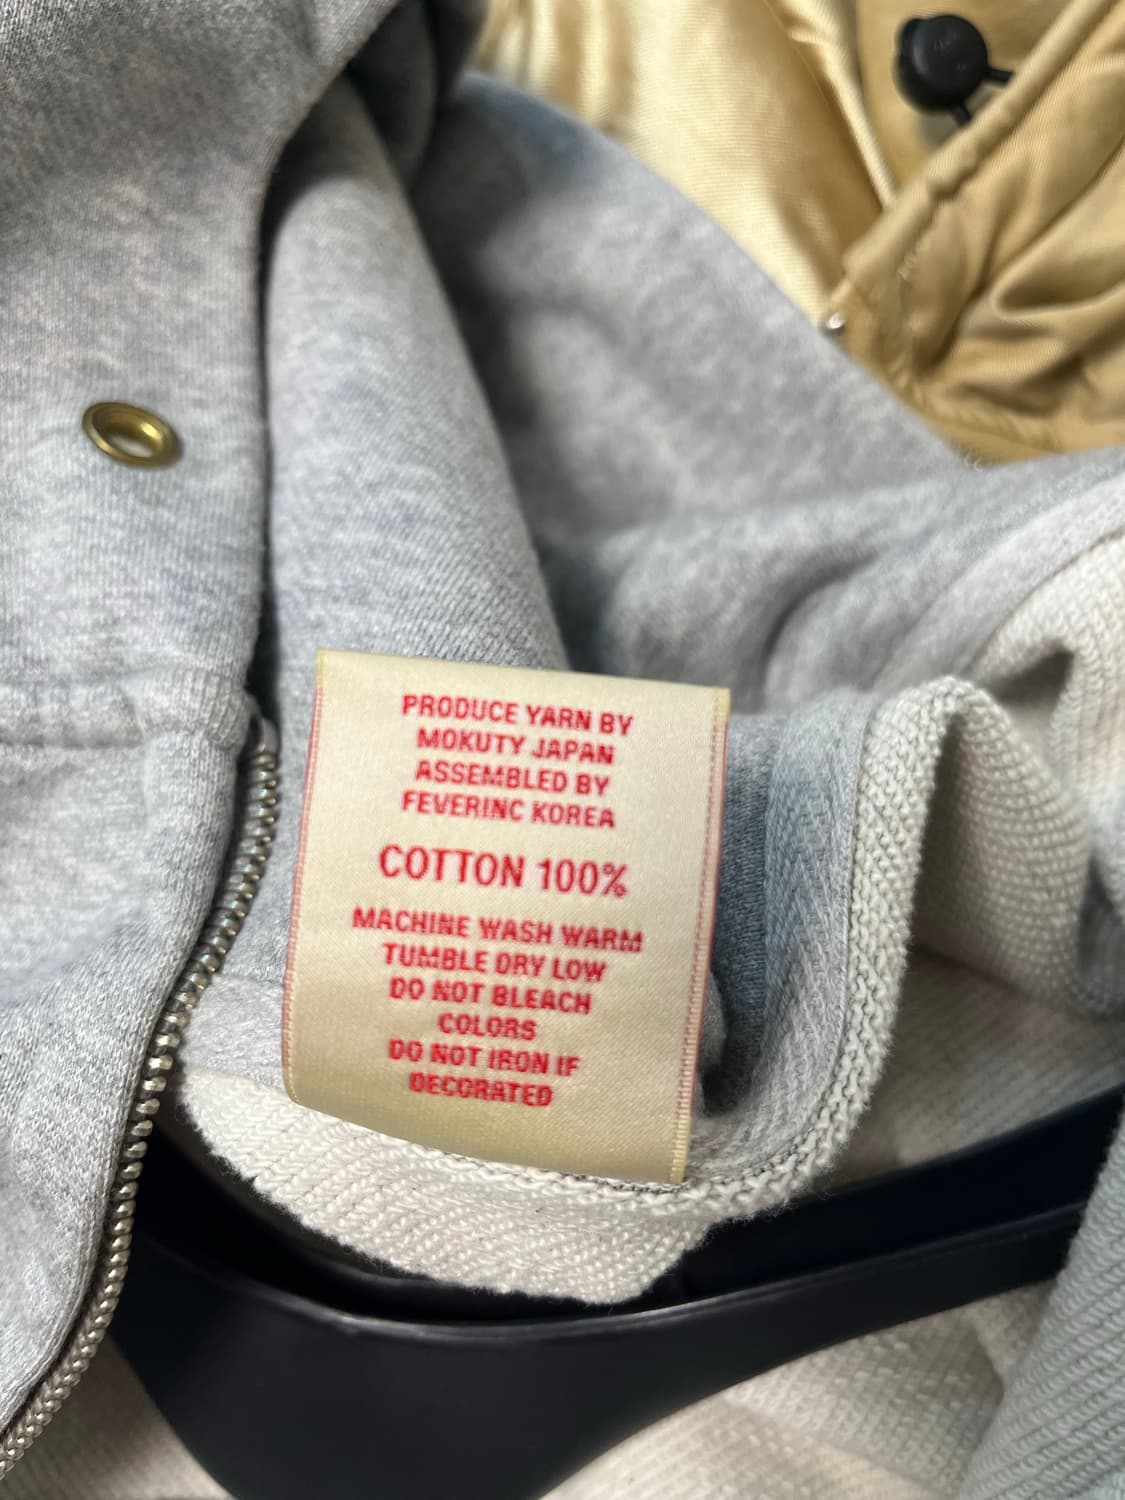 PRODUCE YARN BY
MOKUTY JAPAN
ASSEMBLED BY
FEVERINC KOREA
COTTON 100%
MACHINE WASH WARM
TUMBLE DRY LOW
DO NOT BLEACH
COLORS
DO NOT IRON IF
DECORATED